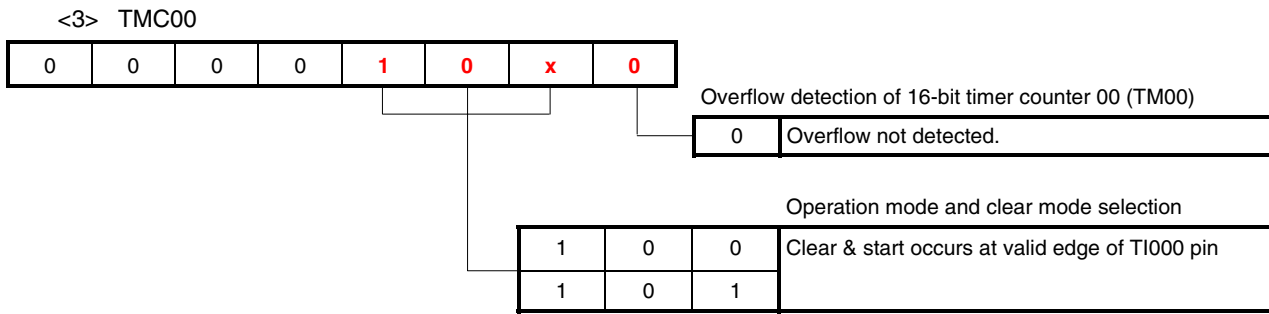 <3> TMC00
0 0 0 0 1 0 x 0
Overflow detection of 16-bit timer counter 00 (TM00)
0 Overflow not detected.
Operation mode and clear mode selection
1 0 0 Clear & start occurs at valid edge of TI000 pin
1 0 1